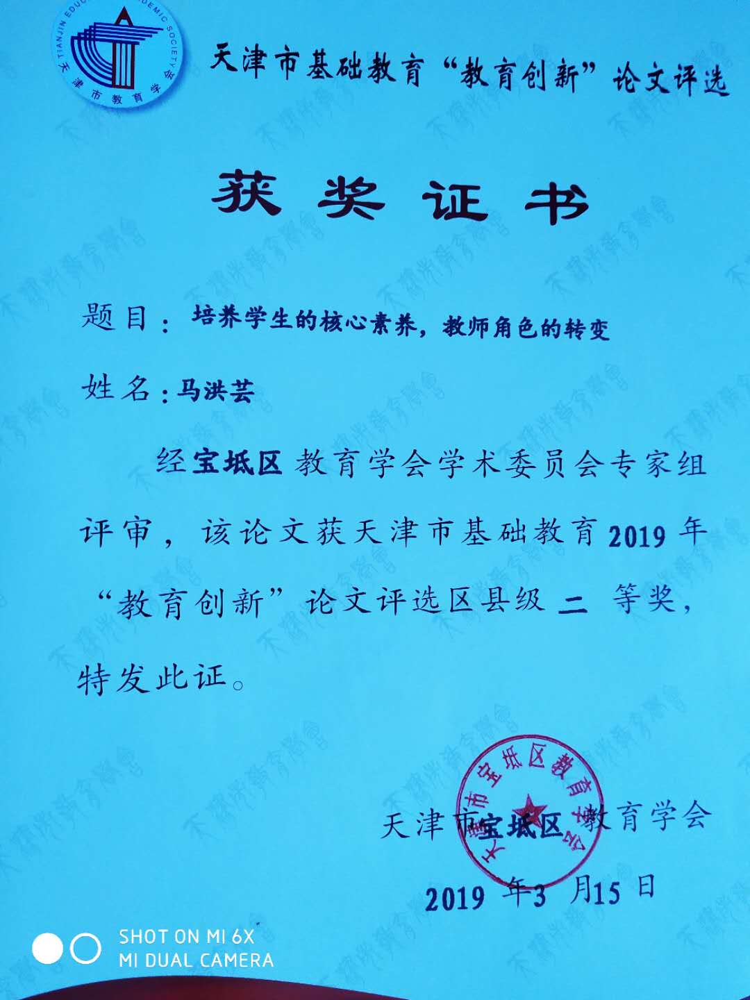 TIANJIN EDUCATION ACADEMIC SOCIETY
天津市教育学会
天津市基础教育“教育创新”论文评选
获奖证书
题目：培养学生的核心素养，教师角色的转变
姓名：马洪芸
经宝坻区教育学会学术委员会专家组
评审，该论文获天津市基础教育2019年
“教育创新”论文评选区县级二等奖，
特发此证。
天津市宝坻区教育学会
天津市宝坻区教育学会
2019年3月15日
SHOT ON MI 6X
MI DUAL CAMERA